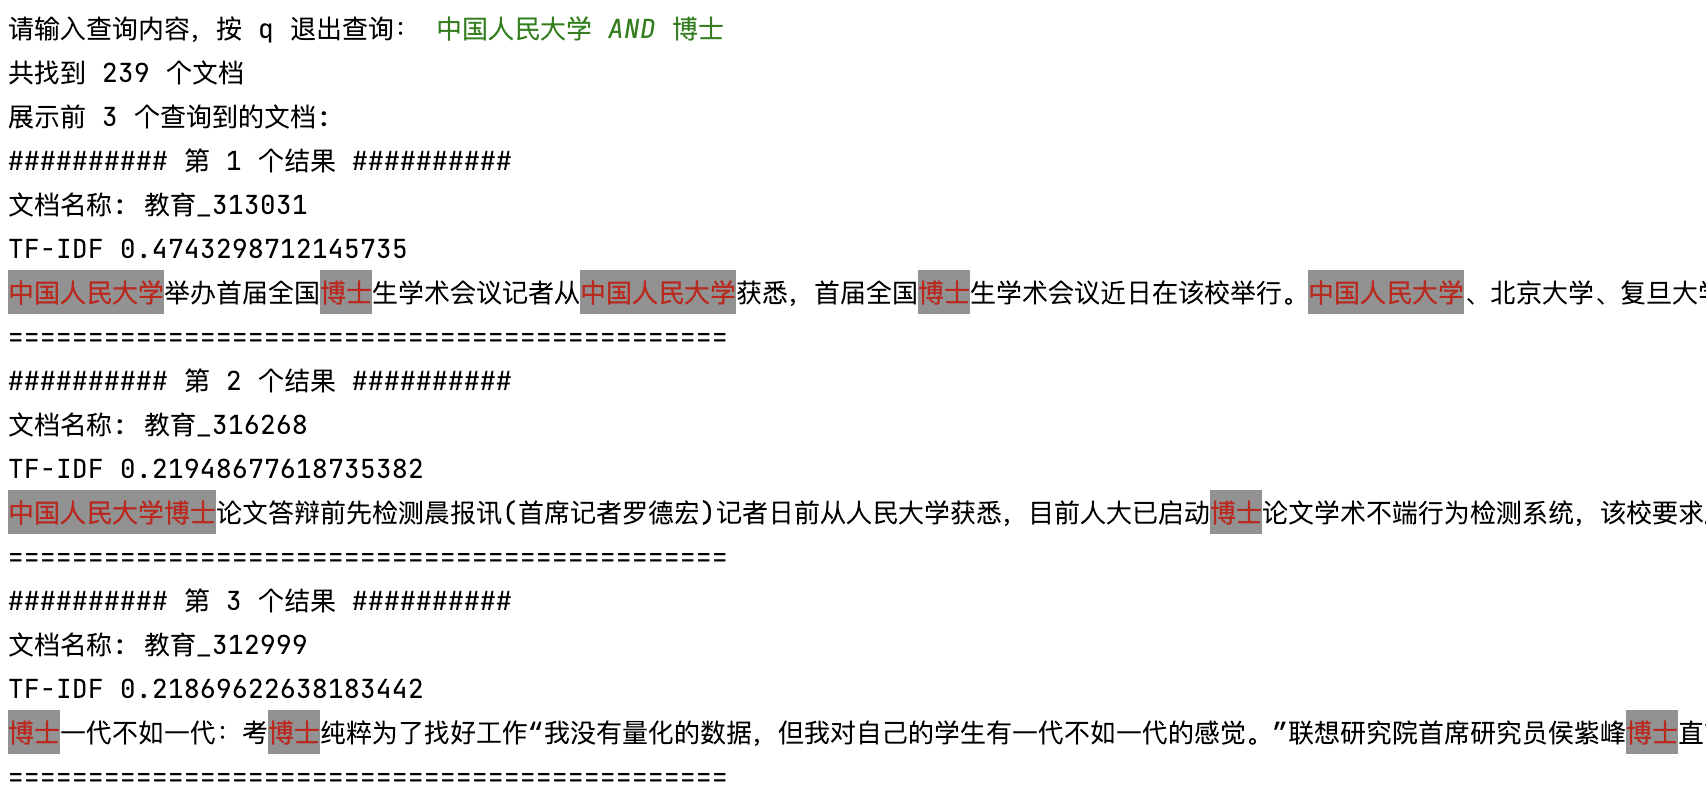 请输入查询内容，按 q 退出查询： 中国人民大学 AND 博士
共找到 239 个文档
展示前 3 个查询到的文档:
########## 第 1 个结果 ##########
文档名称: 教育_313031
TF-IDF 0.4743298712145735
中国人民大学举办首届全国博士生学术会议记者从中国人民大学获悉，首届全国博士生学术会议近日在该校举行。中国人民大学、北京大学、复旦大学
=============================================
########## 第 2 个结果 ##########
文档名称: 教育_316268
TF-IDF 0.21948677618735382
中国人民大学博士论文答辩前先检测晨报讯(首席记者罗德宏)记者日前从人民大学获悉，目前人大已启动博士论文学术不端行为检测系统，该校要求
=============================================
########## 第 3 个结果 ##########
文档名称: 教育_312999
TF-IDF 0.21869622638183442
博士一代不如一代：考博士纯粹为了找好工作“我没有量化的数据，但我对自己的学生有一代不如一代的感觉。”联想研究院首席研究员侯紫峰博士直
=============================================